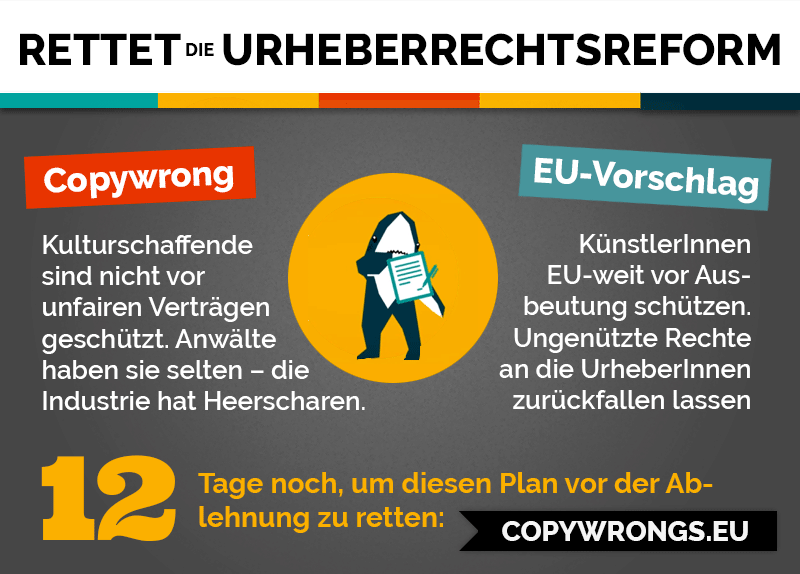 RETTET DIE URHEBERRECHTSREFORM
Copywrong
Kulturschaffende
sind nicht vor
unfairen Verträgen
geschützt. Anwälte
haben sie selten – die
Industrie hat Heerscharen.
EU-Vorschlag
KünstlerInnen
EU-weit vor Aus-
beutung schützen.
Ungenützte Rechte
an die UrheberInnen
zurückfallen lassen
12
Tage noch, um diesen Plan vor der Ab-
lehnung zu retten:
COPYWRONGS.EU